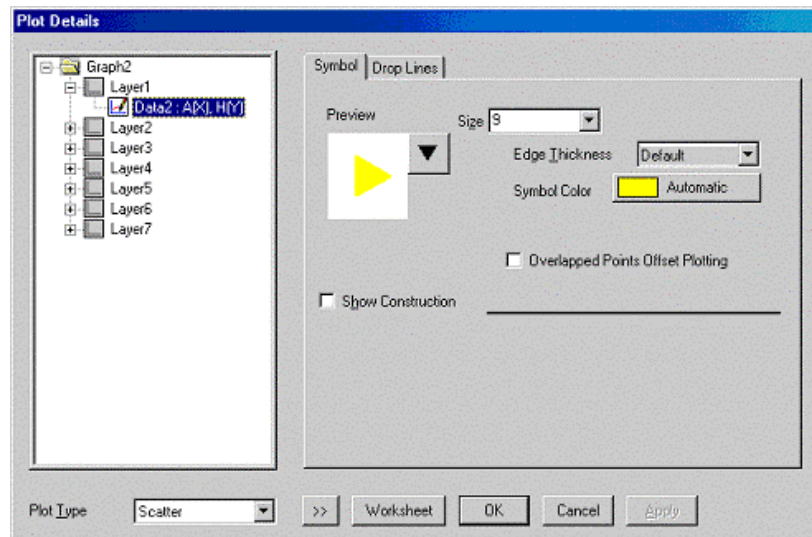 Plot Details
Graph2
Layer1
Data2 : A(X), H(Y)
Layer2
Layer3
Layer4
Layer5
Layer6
Layer7
Symbol
Drop Lines
Preview
Size 9
Edge Thickness Default
Symbol Color Automatic
Overlapped Points Offset Plotting
Show Construction
Plot Type Scatter
>> Worksheet OK Cancel Apply